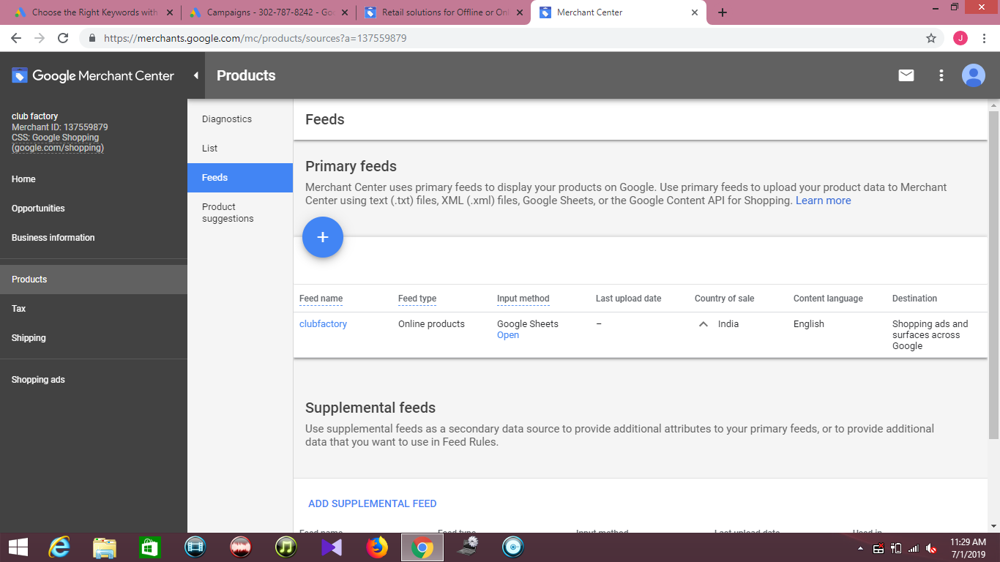 Choose the Right Keywords with
Campaigns - 302-787-8242 - Goo
Retail solutions for Offline or Onl
Merchant Center
https://merchants.google.com/mc/products/sources?a=137559879
J
Google Merchant Center
Products
club factory
Merchant ID: 137559879
CSS: Google Shopping
(google.com/shopping)
Home
Opportunities
Business information
Products
Tax
Shipping
Shopping ads
Diagnostics
List
Feeds
Product
suggestions
Feeds
Primary feeds
Merchant Center uses primary feeds to display your products on Google. Use primary feeds to upload your product data to Merchant
Center using text (.txt) files, XML (.xml) files, Google Sheets, or the Google Content API for Shopping. Learn more
+
Feed name Feed type Input method Last upload date Country of sale Content language Destination
clubfactory Online products Google Sheets – India English Shopping ads and
Open surfaces across
Google
Supplemental feeds
Use supplemental feeds as a secondary data source to provide additional attributes to your primary feeds, or to provide additional
data that you want to use in Feed Rules.
ADD SUPPLEMENTAL FEED
Feed name Feed type Input method Last upload date Used in
11:29 AM
7/1/2019